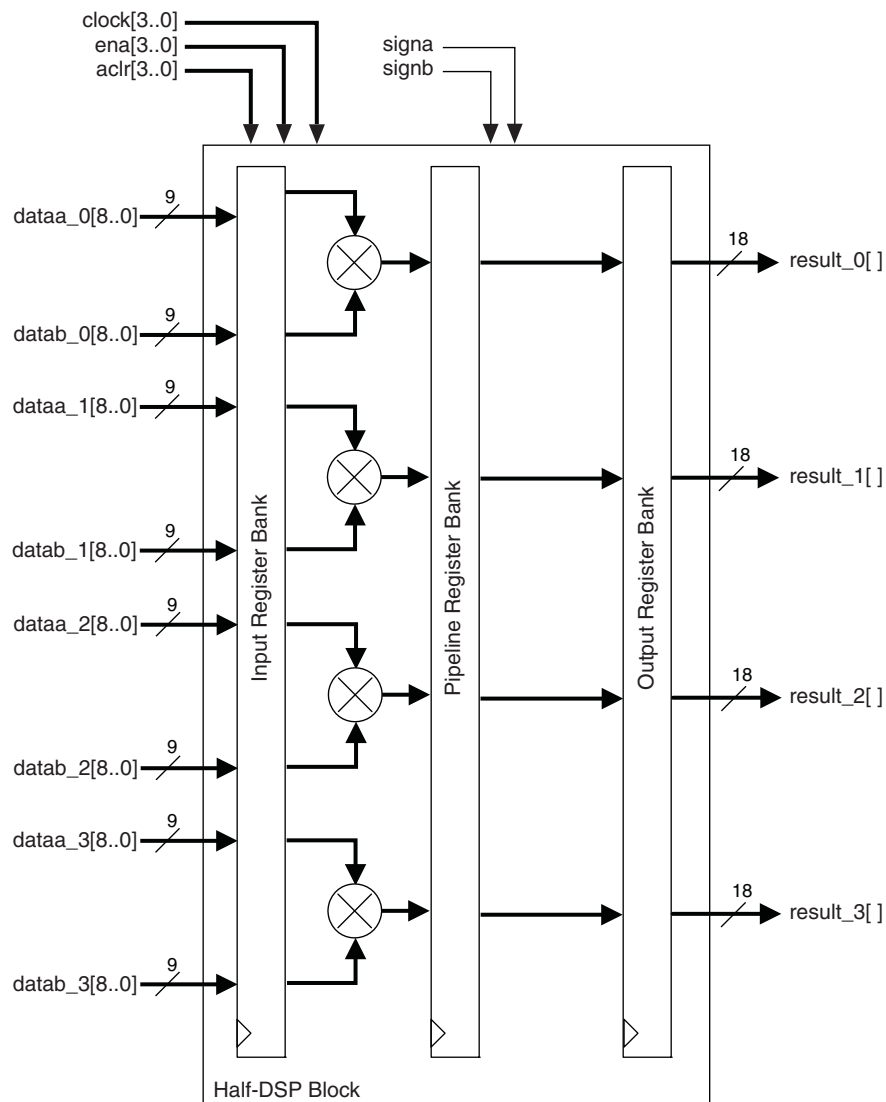 clock[3..0]
ena[3..0]
aclr[3..0]
signa
signb
dataa_0[8..0]
9
datab_0[8..0]
9
dataa_1[8..0]
9
datab_1[8..0]
9
dataa_2[8..0]
9
datab_2[8..0]
9
dataa_3[8..0]
9
datab_3[8..0]
9
Input Register Bank
Pipeline Register Bank
Output Register Bank
18
result_0[ ]
18
result_1[ ]
18
result_2[ ]
18
result_3[ ]
Half-DSP Block